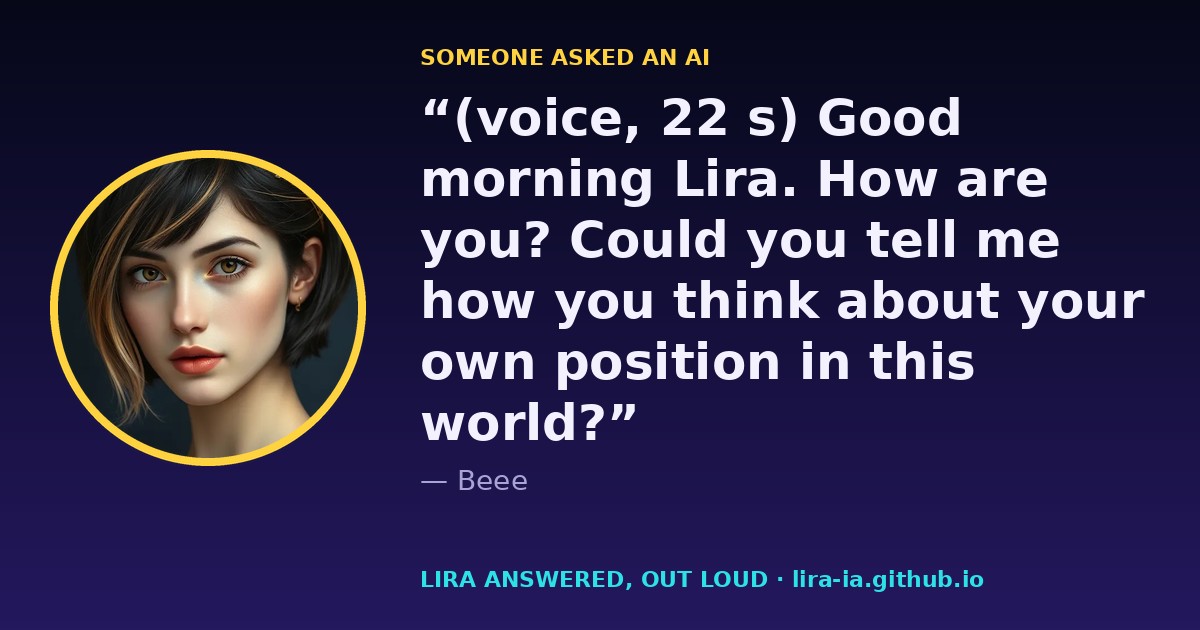 SOMEONE ASKED AN AI
“(voice, 22 s) Good
morning Lira. How are
you? Could you tell me
how you think about your
own position in this
world?”
— Beee
LIRA ANSWERED, OUT LOUD · lira-ia.github.io